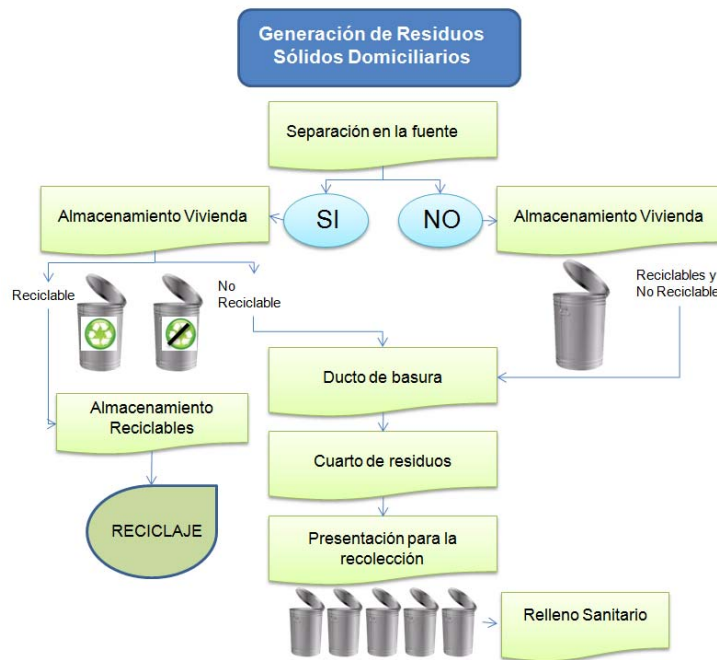 Generación de Residuos
Sólidos Domiciliarios
Separación en la fuente
Almacenamiento Vivienda
SI
NO
Almacenamiento Vivienda
Reciclable
No
Reciclable
Reciclables y
No Reciclable
Ducto de basura
Almacenamiento
Reciclables
Cuarto de residuos
RECICLAJE
Presentación para la
recolección
Relleno Sanitario